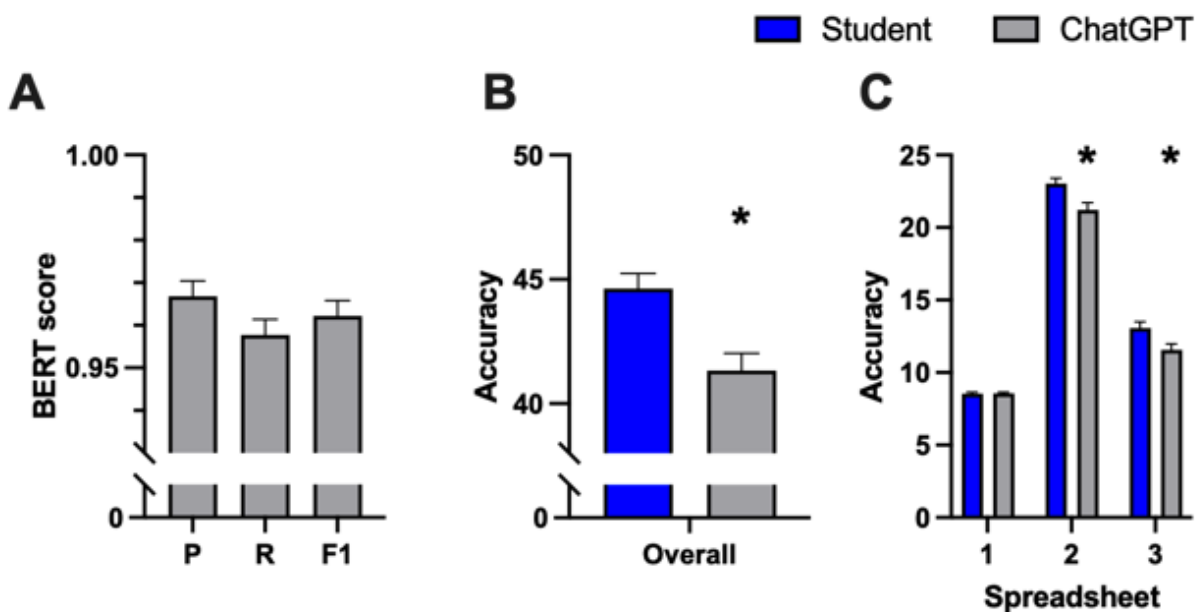 Student ChatGPT
A B C
1.00
0.95
0
BERT score
P R F1
50
45
40
0
Accuracy
*
Overall
25
20
15
10
5
0
Accuracy
* *
1 2 3
Spreadsheet